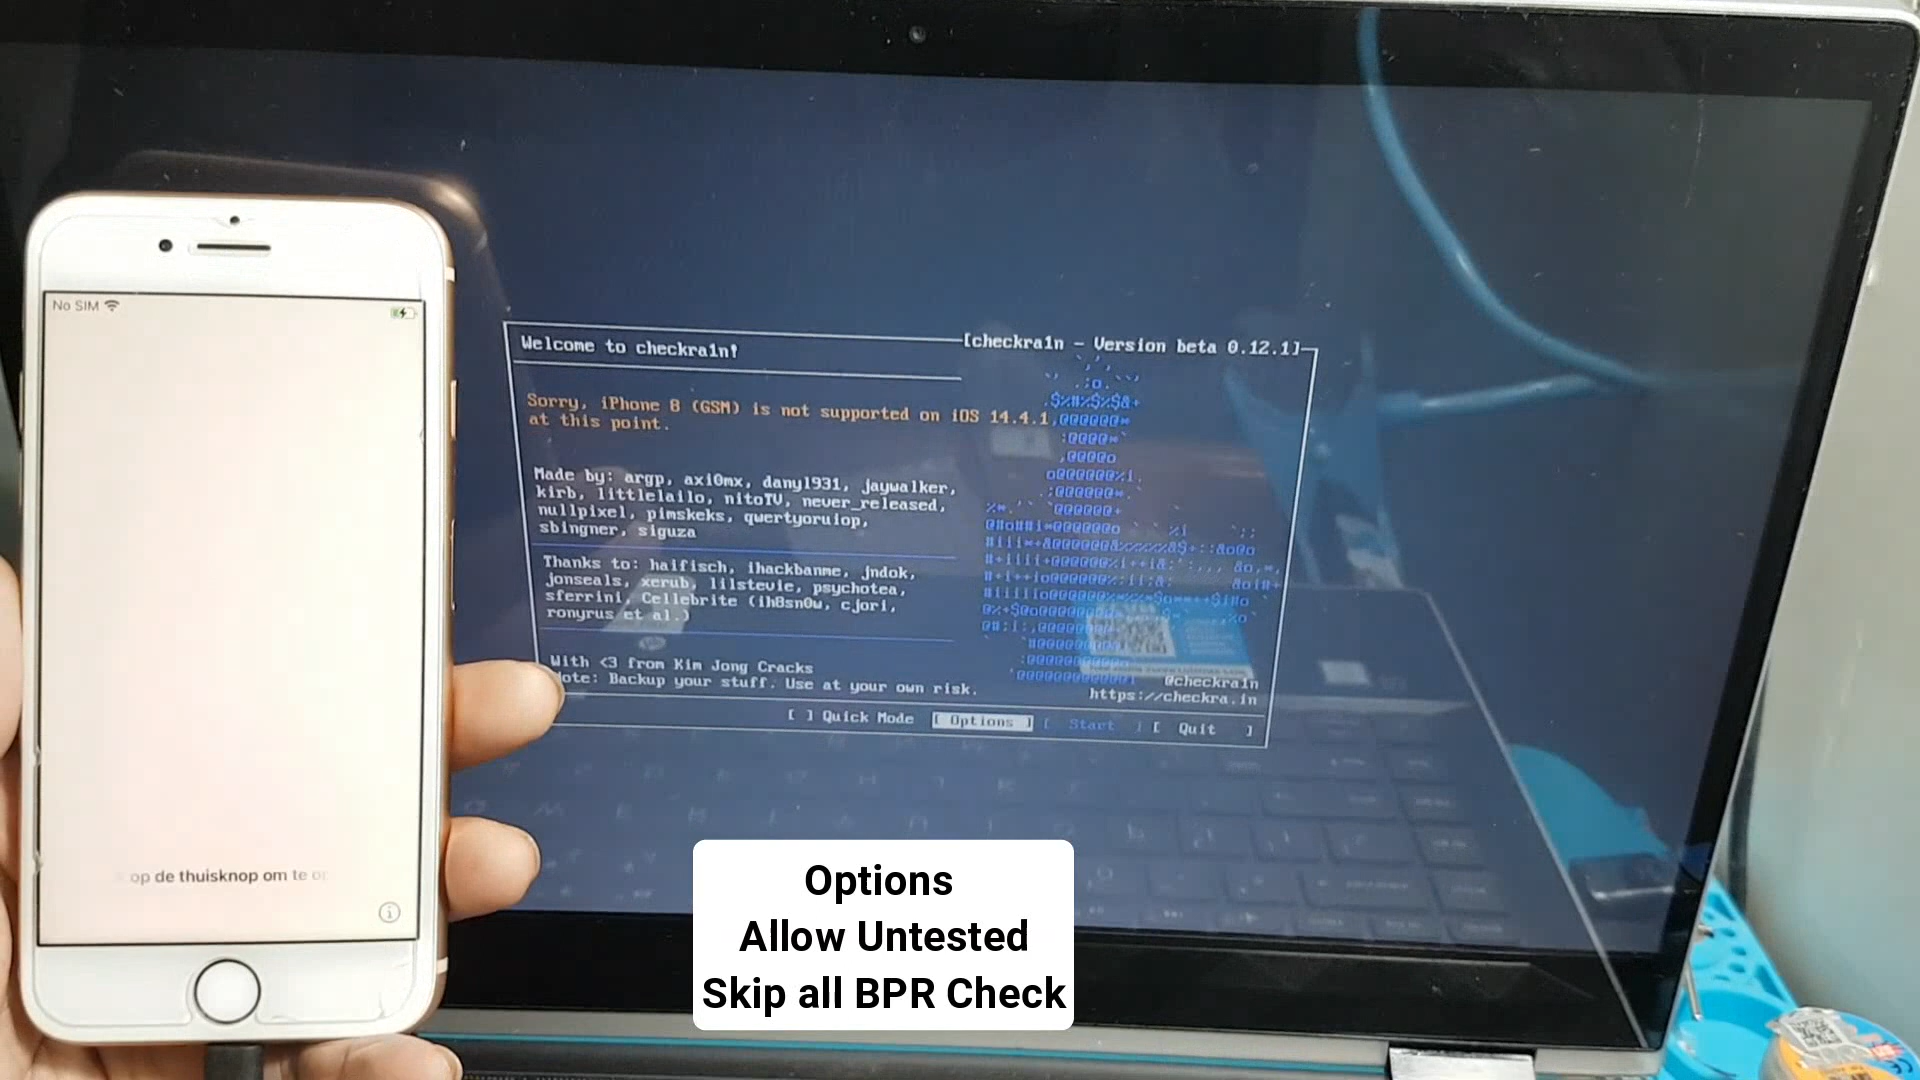 No SIM
op de thuisknop om te op
Welcome to checkra1n!
[checkra1n - Version beta 0.12.1]
Sorry, iPhone 8 (GSM) is not supported on iOS 14.4.1
at this point.
Made by: argp, axi0mx, danyl931, jaywalker,
kirb, littlelailo, nitoTV, never_released,
nullpixel, pimskeks, qwertyoruiop,
sbingner, siguza
Thanks to: haifisch, ihackbanme, jndok,
jonseals, xerub, lilstevie, psychotea,
sferrini, Cellebrite (ih8sn0w, cjori,
ronyrus et al.)
With <3 from Kim Jong Cracks
Note: Backup your stuff. Use at your own risk.
@checkra1n
https://checkra.in
[ ] Quick Mode [ Options ] [ Start ] [ Quit ]
Options
Allow Untested
Skip all BPR Check